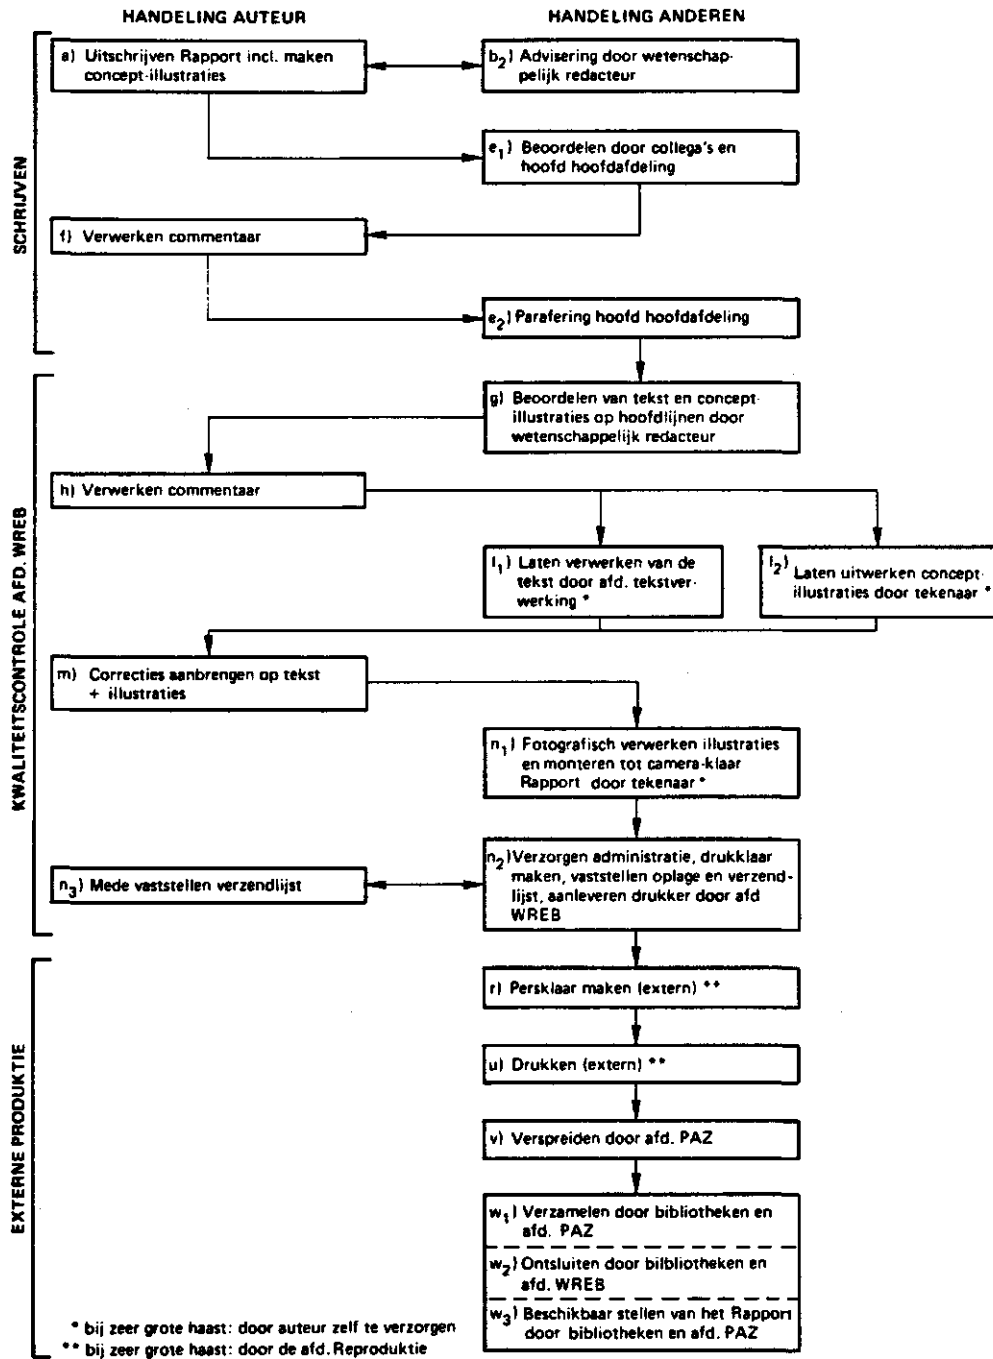 HANDELING AUTEUR
HANDELING ANDEREN
SCHRIJVEN
a) Uitschrijven Rapport incl. maken
concept-illustraties
b2) Advisering door wetenschap-
pelijk redacteur
e1) Beoordelen door collega's en
hoofd hoofdafdeling
f) Verwerken commentaar
e2) Parafering hoofd hoofdafdeling
KWALITEITSCONTROLE AFD. WREB
g) Beoordelen van tekst en concept-
illustraties op hoofdlijnen door
wetenschappelijk redacteur
h) Verwerken commentaar
l1) Laten verwerken van de
tekst door afd. tekstver-
werking *
l2) Laten uitwerken concept-
illustraties door tekenaar *
m) Correcties aanbrengen op tekst
+ illustraties
n1) Fotografisch verwerken illustraties
en monteren tot camera-klaar
Rapport door tekenaar *
n2) Verzorgen administratie, drukklaar
maken, vaststellen oplage en verzend-
lijst, aanleveren drukker door afd
WREB
n3) Mede vaststellen verzendlijst
EXTERNE PRODUKTIE
r) Persklaar maken (extern) **
u) Drukken (extern) **
v) Verspreiden door afd. PAZ
w1) Verzamelen door bibliotheken en
afd. PAZ
w2) Ontsluiten door bilbliotheken en
afd. WREB
w3) Beschikbaar stellen van het Rapport
door bibliotheken en afd. PAZ
* bij zeer grote haast: door auteur zelf te verzorgen
** bij zeer grote haast: door de afd. Reproduktie